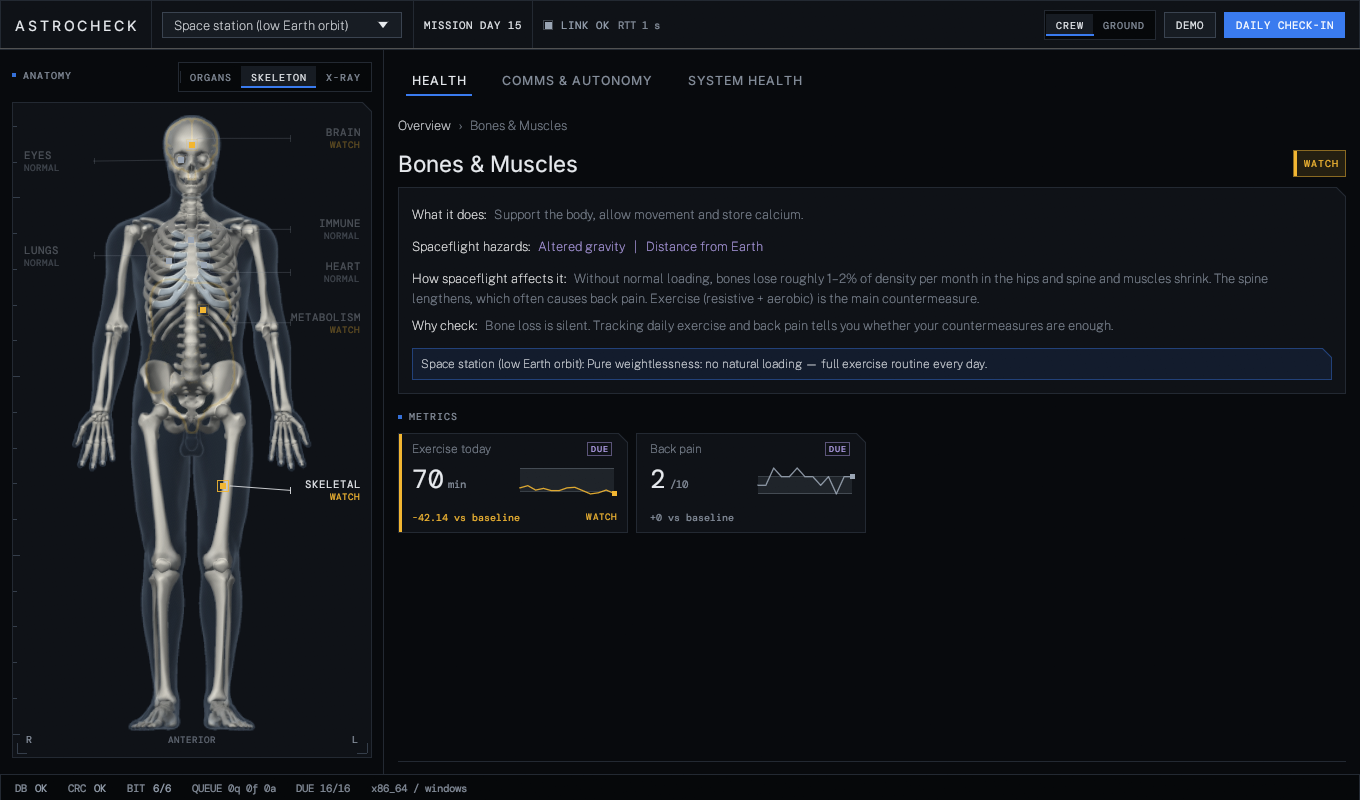 ASTROCHECK
Space station (low Earth orbit)
MISSION DAY 15
LINK OK RTT 1 s
CREW
GROUND
DEMO
DAILY CHECK-IN
ANATOMY
ORGANS
SKELETON
X-RAY
BRAIN
WATCH
EYES
NORMAL
IMMUNE
NORMAL
LUNGS
NORMAL
HEART
NORMAL
METABOLISM
WATCH
SKELETAL
WATCH
R
ANTERIOR
L
HEALTH
COMMS & AUTONOMY
SYSTEM HEALTH
Overview › Bones & Muscles
Bones & Muscles
WATCH
What it does: Support the body, allow movement and store calcium.
Spaceflight hazards: Altered gravity | Distance from Earth
How spaceflight affects it: Without normal loading, bones lose roughly 1–2% of density per month in the hips and spine and muscles shrink. The spine
lengthens, which often causes back pain. Exercise (resistive + aerobic) is the main countermeasure.
Why check: Bone loss is silent. Tracking daily exercise and back pain tells you whether your countermeasures are enough.
Space station (low Earth orbit): Pure weightlessness: no natural loading — full exercise routine every day.
METRICS
Exercise today
DUE
70 min
-42.14 vs baseline
WATCH
Back pain
DUE
2 /10
+0 vs baseline
DB OK
CRC OK
BIT 6/6
QUEUE 0q 0f 0a
DUE 16/16
x86_64 / windows